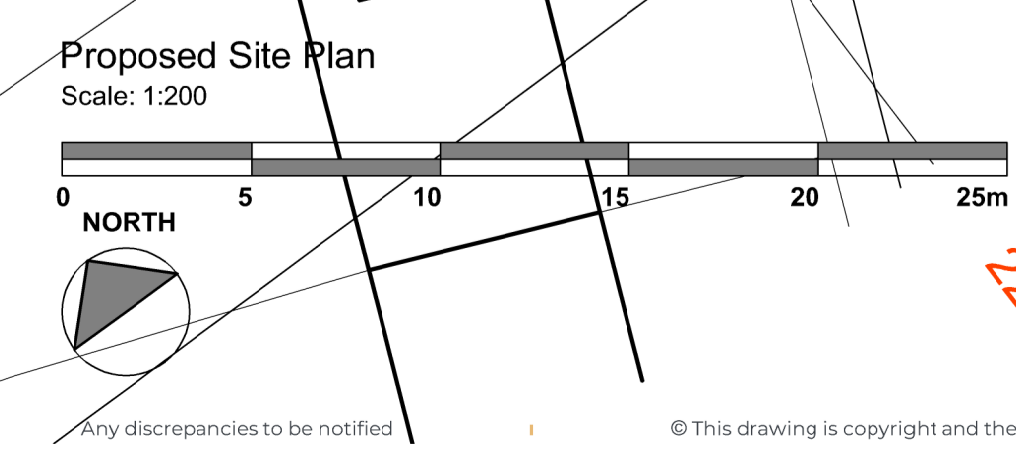 Proposed Site Plan
Scale: 1:200
0 5 10 15 20 25m
NORTH
Any discrepancies to be notified
© This drawing is copyright and the